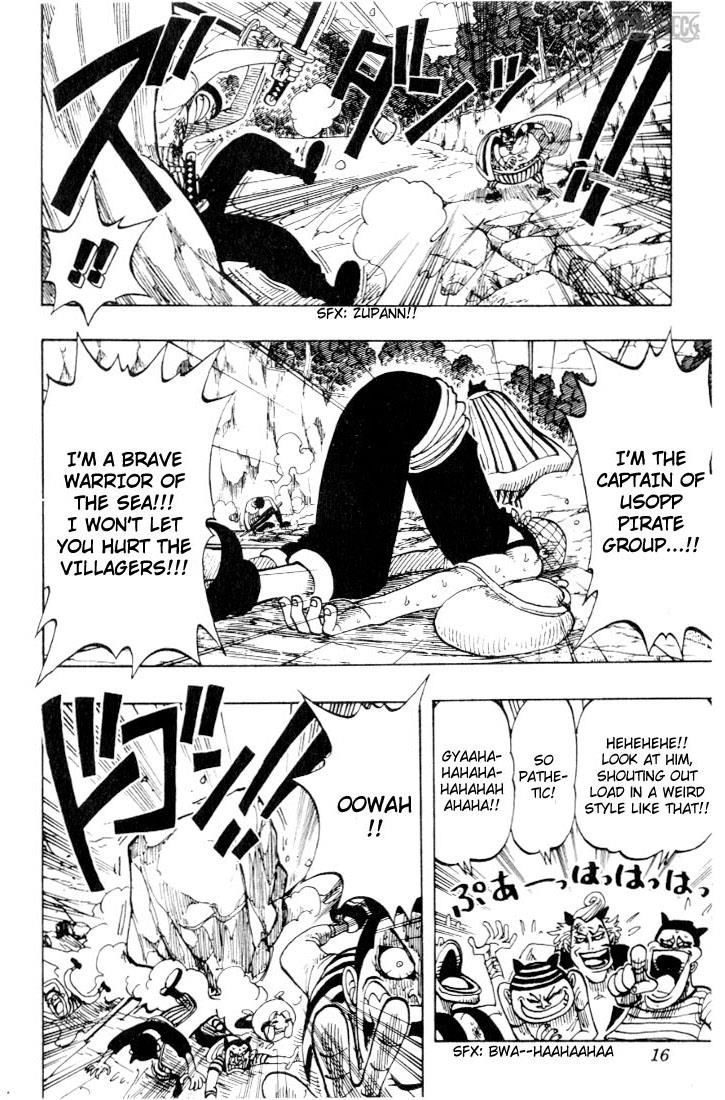 ズダンッ!!
!!
SFX: ZUPANN!!
I'M THE
CAPTAIN OF
USOPP
PIRATE
GROUP...!!
I'M A BRAVE
WARRIOR OF
THE SEA!!!
I WON'T LET
YOU HURT THE
VILLAGERS!!!
HEHEHEHE!!
LOOK AT HIM,
SHOUTING OUT
LOAD IN A WEIRD
STYLE LIKE THAT!!
SO
PATHE-
TIC!
GYAAHA-
HAHAHA-
HAHAHAH
AHAHA!!
ぷあーっはっはっはっ
SFX: BWA--HAAHAAHAA
OOWAH
!!
ドゴン!!
16